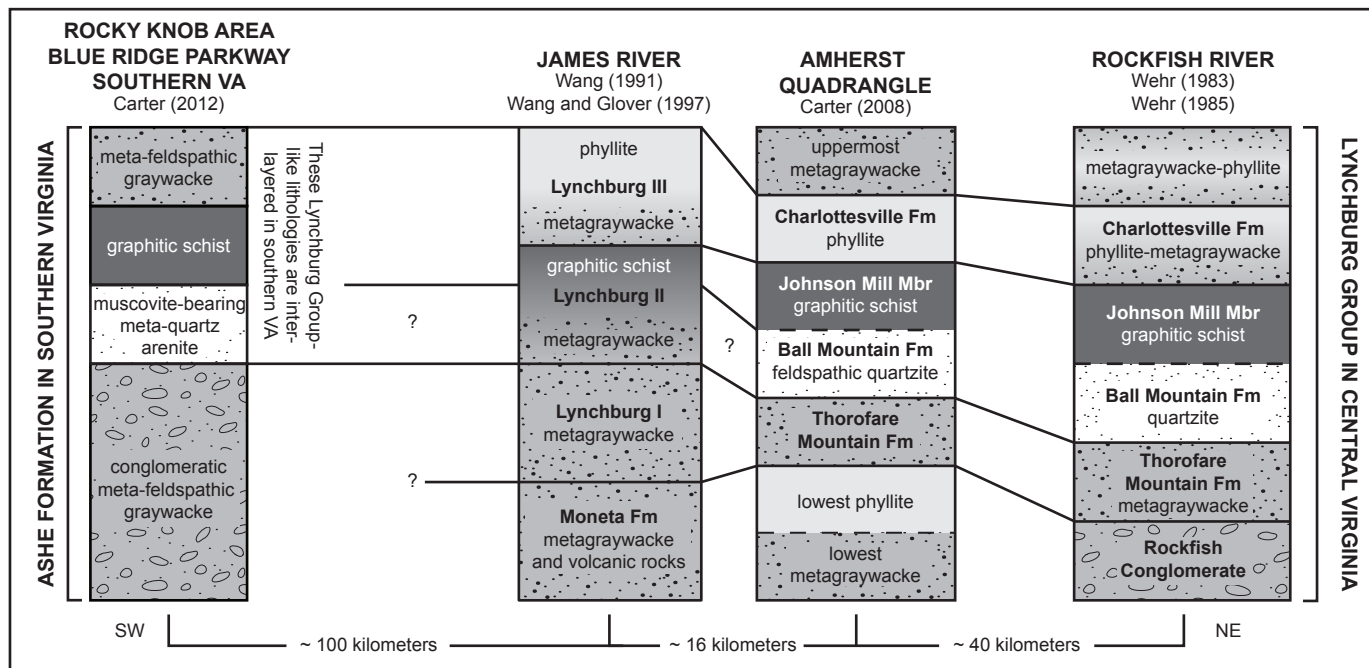 ROCKY KNOB AREA
BLUE RIDGE PARKWAY
SOUTHERN VA
Carter (2012)
JAMES RIVER
Wang (1991)
Wang and Glover (1997)
AMHERST
QUADRANGLE
Carter (2008)
ROCKFISH RIVER
Wehr (1983)
Wehr (1985)
ASHE FORMATION IN SOUTHERN VIRGINIA
meta-feldspathic
graywacke
graphitic schist
muscovite-bearing
meta-quartz
arenite
conglomeratic
meta-feldspathic
graywacke
These Lynchburg Group-
like lithologies are inter-
layered in southern VA
?
?
phyllite
Lynchburg III
metagraywacke
graphitic schist
Lynchburg II
metagraywacke
Lynchburg I
metagraywacke
Moneta Fm
metagraywacke
and volcanic rocks
?
uppermost
metagraywacke
Charlottesville Fm
phyllite
Johnson Mill Mbr
graphitic schist
Ball Mountain Fm
feldspathic quartzite
Thorofare
Mountain Fm
lowest phyllite
lowest
metagraywacke
metagraywacke-phyllite
Charlottesville Fm
phyllite-metagraywacke
Johnson Mill Mbr
graphitic schist
Ball Mountain Fm
quartzite
Thorofare
Mountain Fm
metagraywacke
Rockfish
Conglomerate
LYNCHBURG GROUP IN CENTRAL VIRGINIA
SW
~ 100 kilometers
~ 16 kilometers
~ 40 kilometers
NE